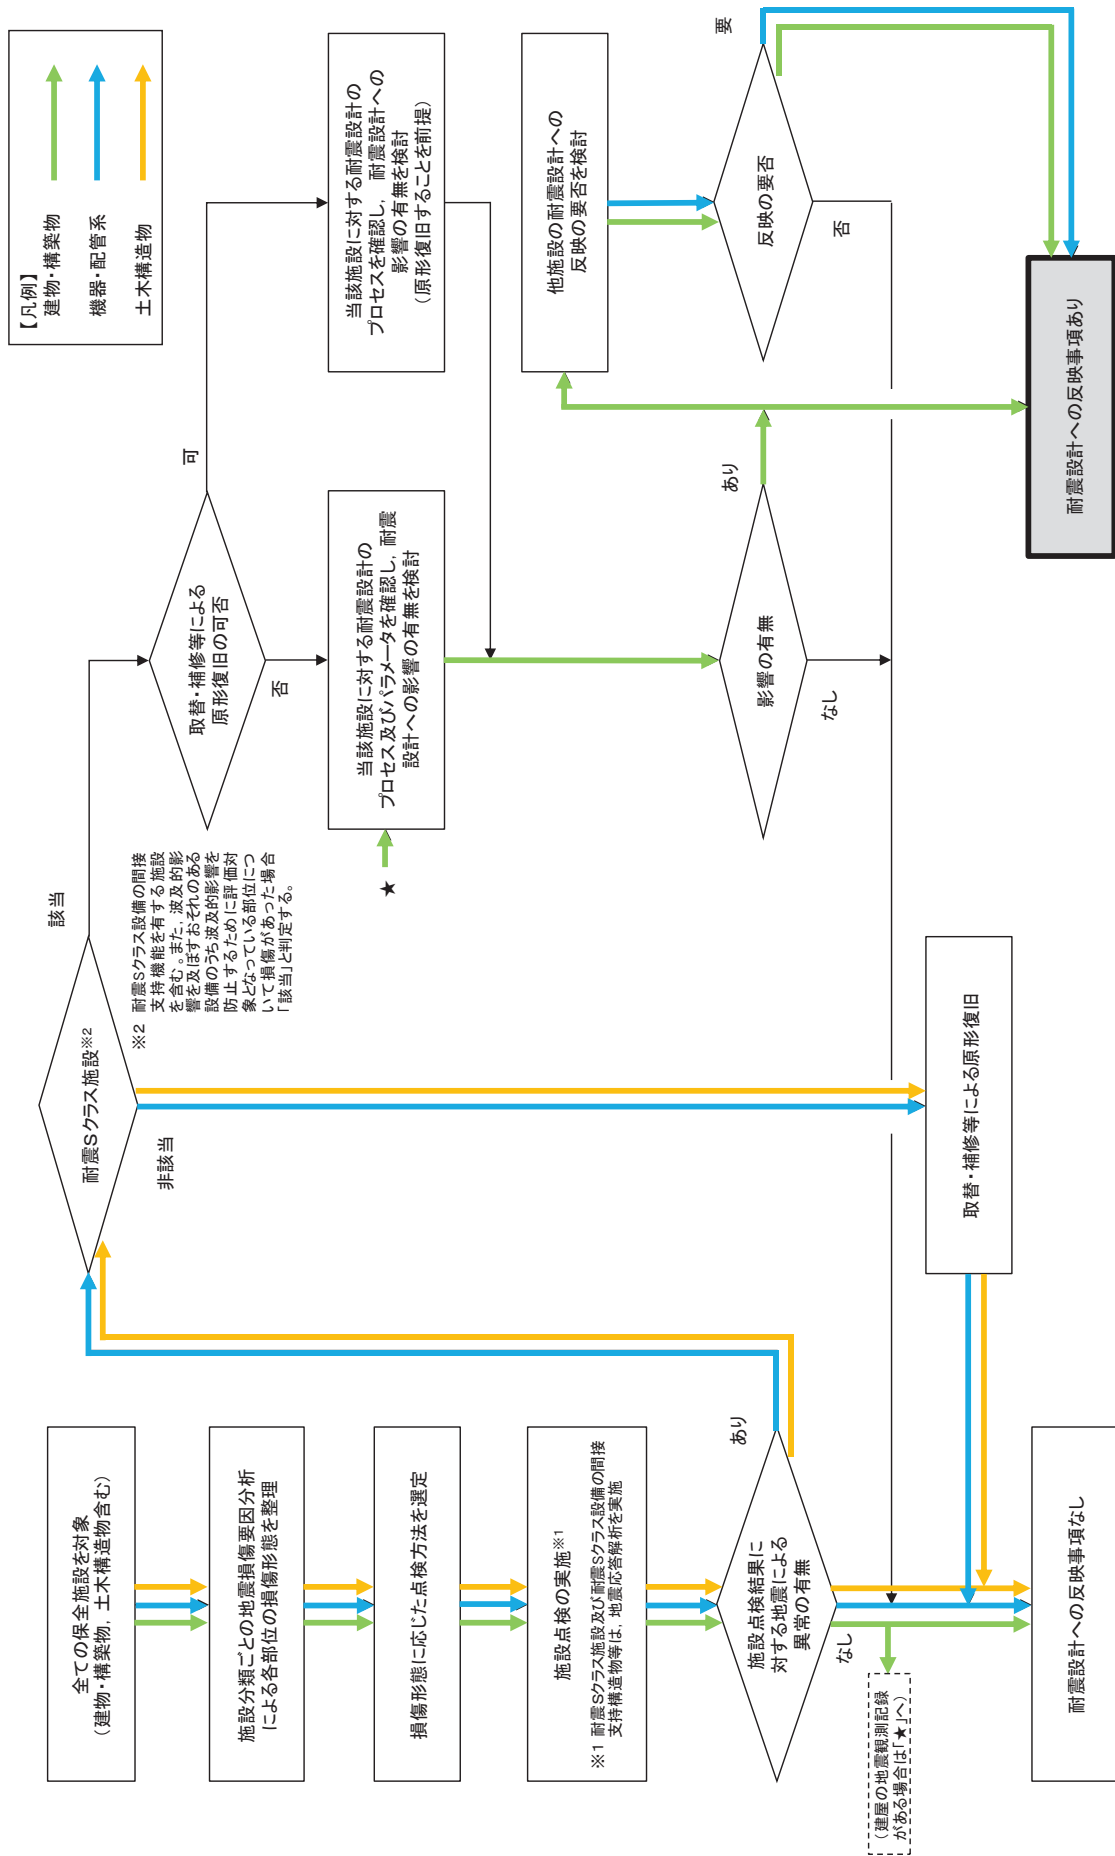 全ての保全施設を対象
（建物・構築物，土木構造物含む）
施設分類ごとの地震損傷要因分析
による各部位の損傷形態を整理
損傷形態に応じた点検方法を選定
施設点検の実施※1
※1 耐震Sクラス施設及び耐震Sクラス設備の間接
支持構造物等は、地震応答解析を実施
施設点検結果に
対する地震による
異常の有無
あり
なし
（建屋の地震観測記録
がある場合は「★」へ）
耐震設計への反映事項なし
耐震Sクラス施設※2
該当
非該当
※2 耐震Sクラス設備の間接
支持機能を有する施設
を含む。また，波及的影
響を及ぼすおそれのある
設備のうち波及的影響を
防止するために評価対
象となっている部位につ
いて損傷があった場合
「該当」と判定する。
取替・補修等による原形復旧
取替・補修等による
原形復旧の可否
可
否
★
当該施設に対する耐震設計の
プロセス及びパラメータを確認し，耐震
設計への影響の有無を検討
当該施設に対する耐震設計の
プロセスを確認し，耐震設計への
影響の有無を検討
（原形復旧することを前提）
影響の有無
あり
なし
他施設の耐震設計への
反映の要否を検討
反映の要否
要
否
耐震設計への反映事項あり
【凡例】
建物・構築物
機器・配管系
土木構造物